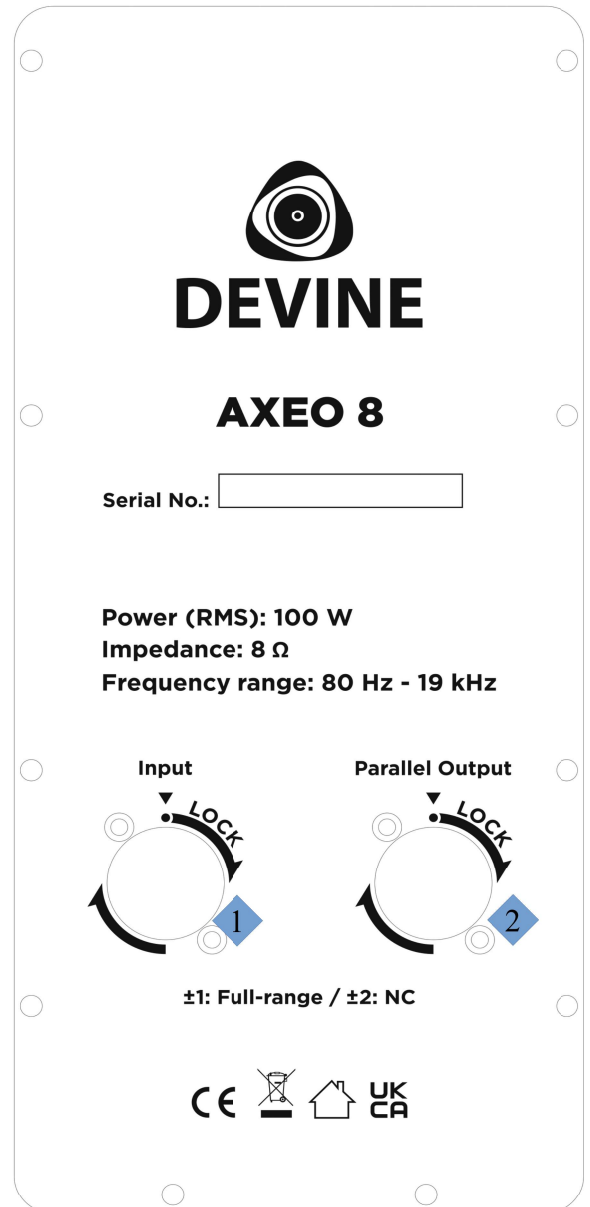 DEVINE
AXEO 8
Serial No.:
Power (RMS): 100 W
Impedance: 8 Ω
Frequency range: 80 Hz - 19 kHz
Input
Parallel Output
LOCK
LOCK
1
2
±1: Full-range / ±2: NC
CE
UK
CA